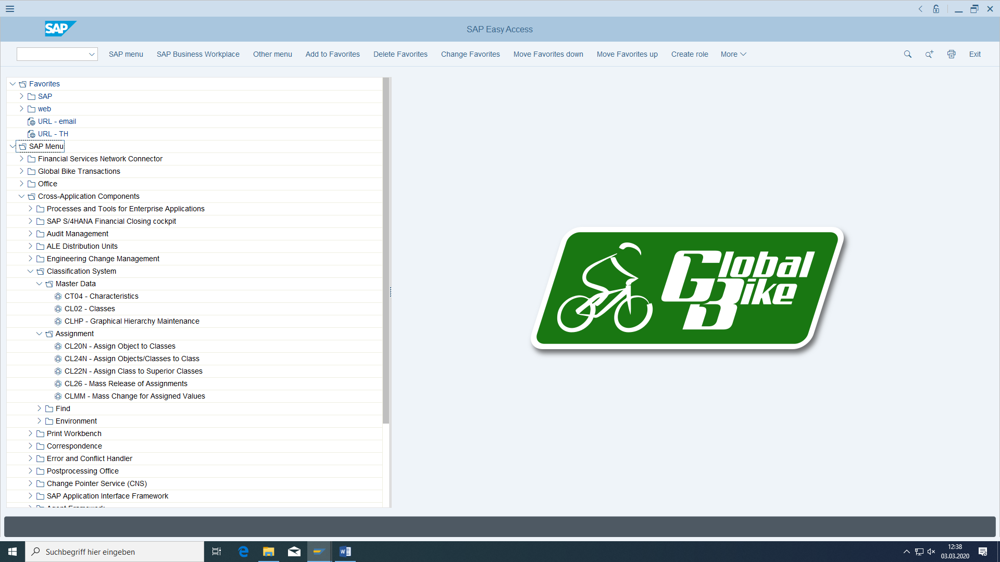 SAP
SAP Easy Access
SAP menu
SAP Business Workplace
Other menu
Add to Favorites
Delete Favorites
Change Favorites
Move Favorites down
Move Favorites up
Create role
More
Exit
Favorites
SAP
web
URL - email
URL - TH
SAP Menu
Financial Services Network Connector
Global Bike Transactions
Office
Cross-Application Components
Processes and Tools for Enterprise Applications
SAP S/4HANA Financial Closing cockpit
Audit Management
ALE Distribution Units
Engineering Change Management
Classification System
Master Data
CT04 - Characteristics
CL02 - Classes
CLHP - Graphical Hierarchy Maintenance
Assignment
CL20N - Assign Object to Classes
CL24N - Assign Objects/Classes to Class
CL22N - Assign Class to Superior Classes
CL26 - Mass Release of Assignments
CLMM - Mass Change for Assigned Values
Find
Environment
Print Workbench
Correspondence
Error and Conflict Handler
Postprocessing Office
Change Pointer Service (CNS)
SAP Application Interface Framework
Agent Framework
Global
Bike
Suchbegriff hier eingeben
12:38
03.03.2020